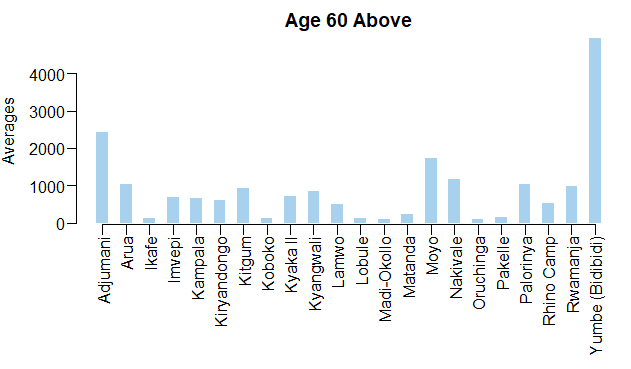 Age 60 Above
Averages
4000
3000
2000
1000
0
Adjumani
Arua
Ikafe
Imvepi
Kampala
Kiryandongo
Kitgum
Koboko
Kyaka II
Kyangwali
Lamwo
Lobule
Madi-Okollo
Matanda
Moyo
Nakivale
Oruchinga
Pakelle
Palorinya
Rhino Camp
Rwamanja
Yumbe (Bidibidi)